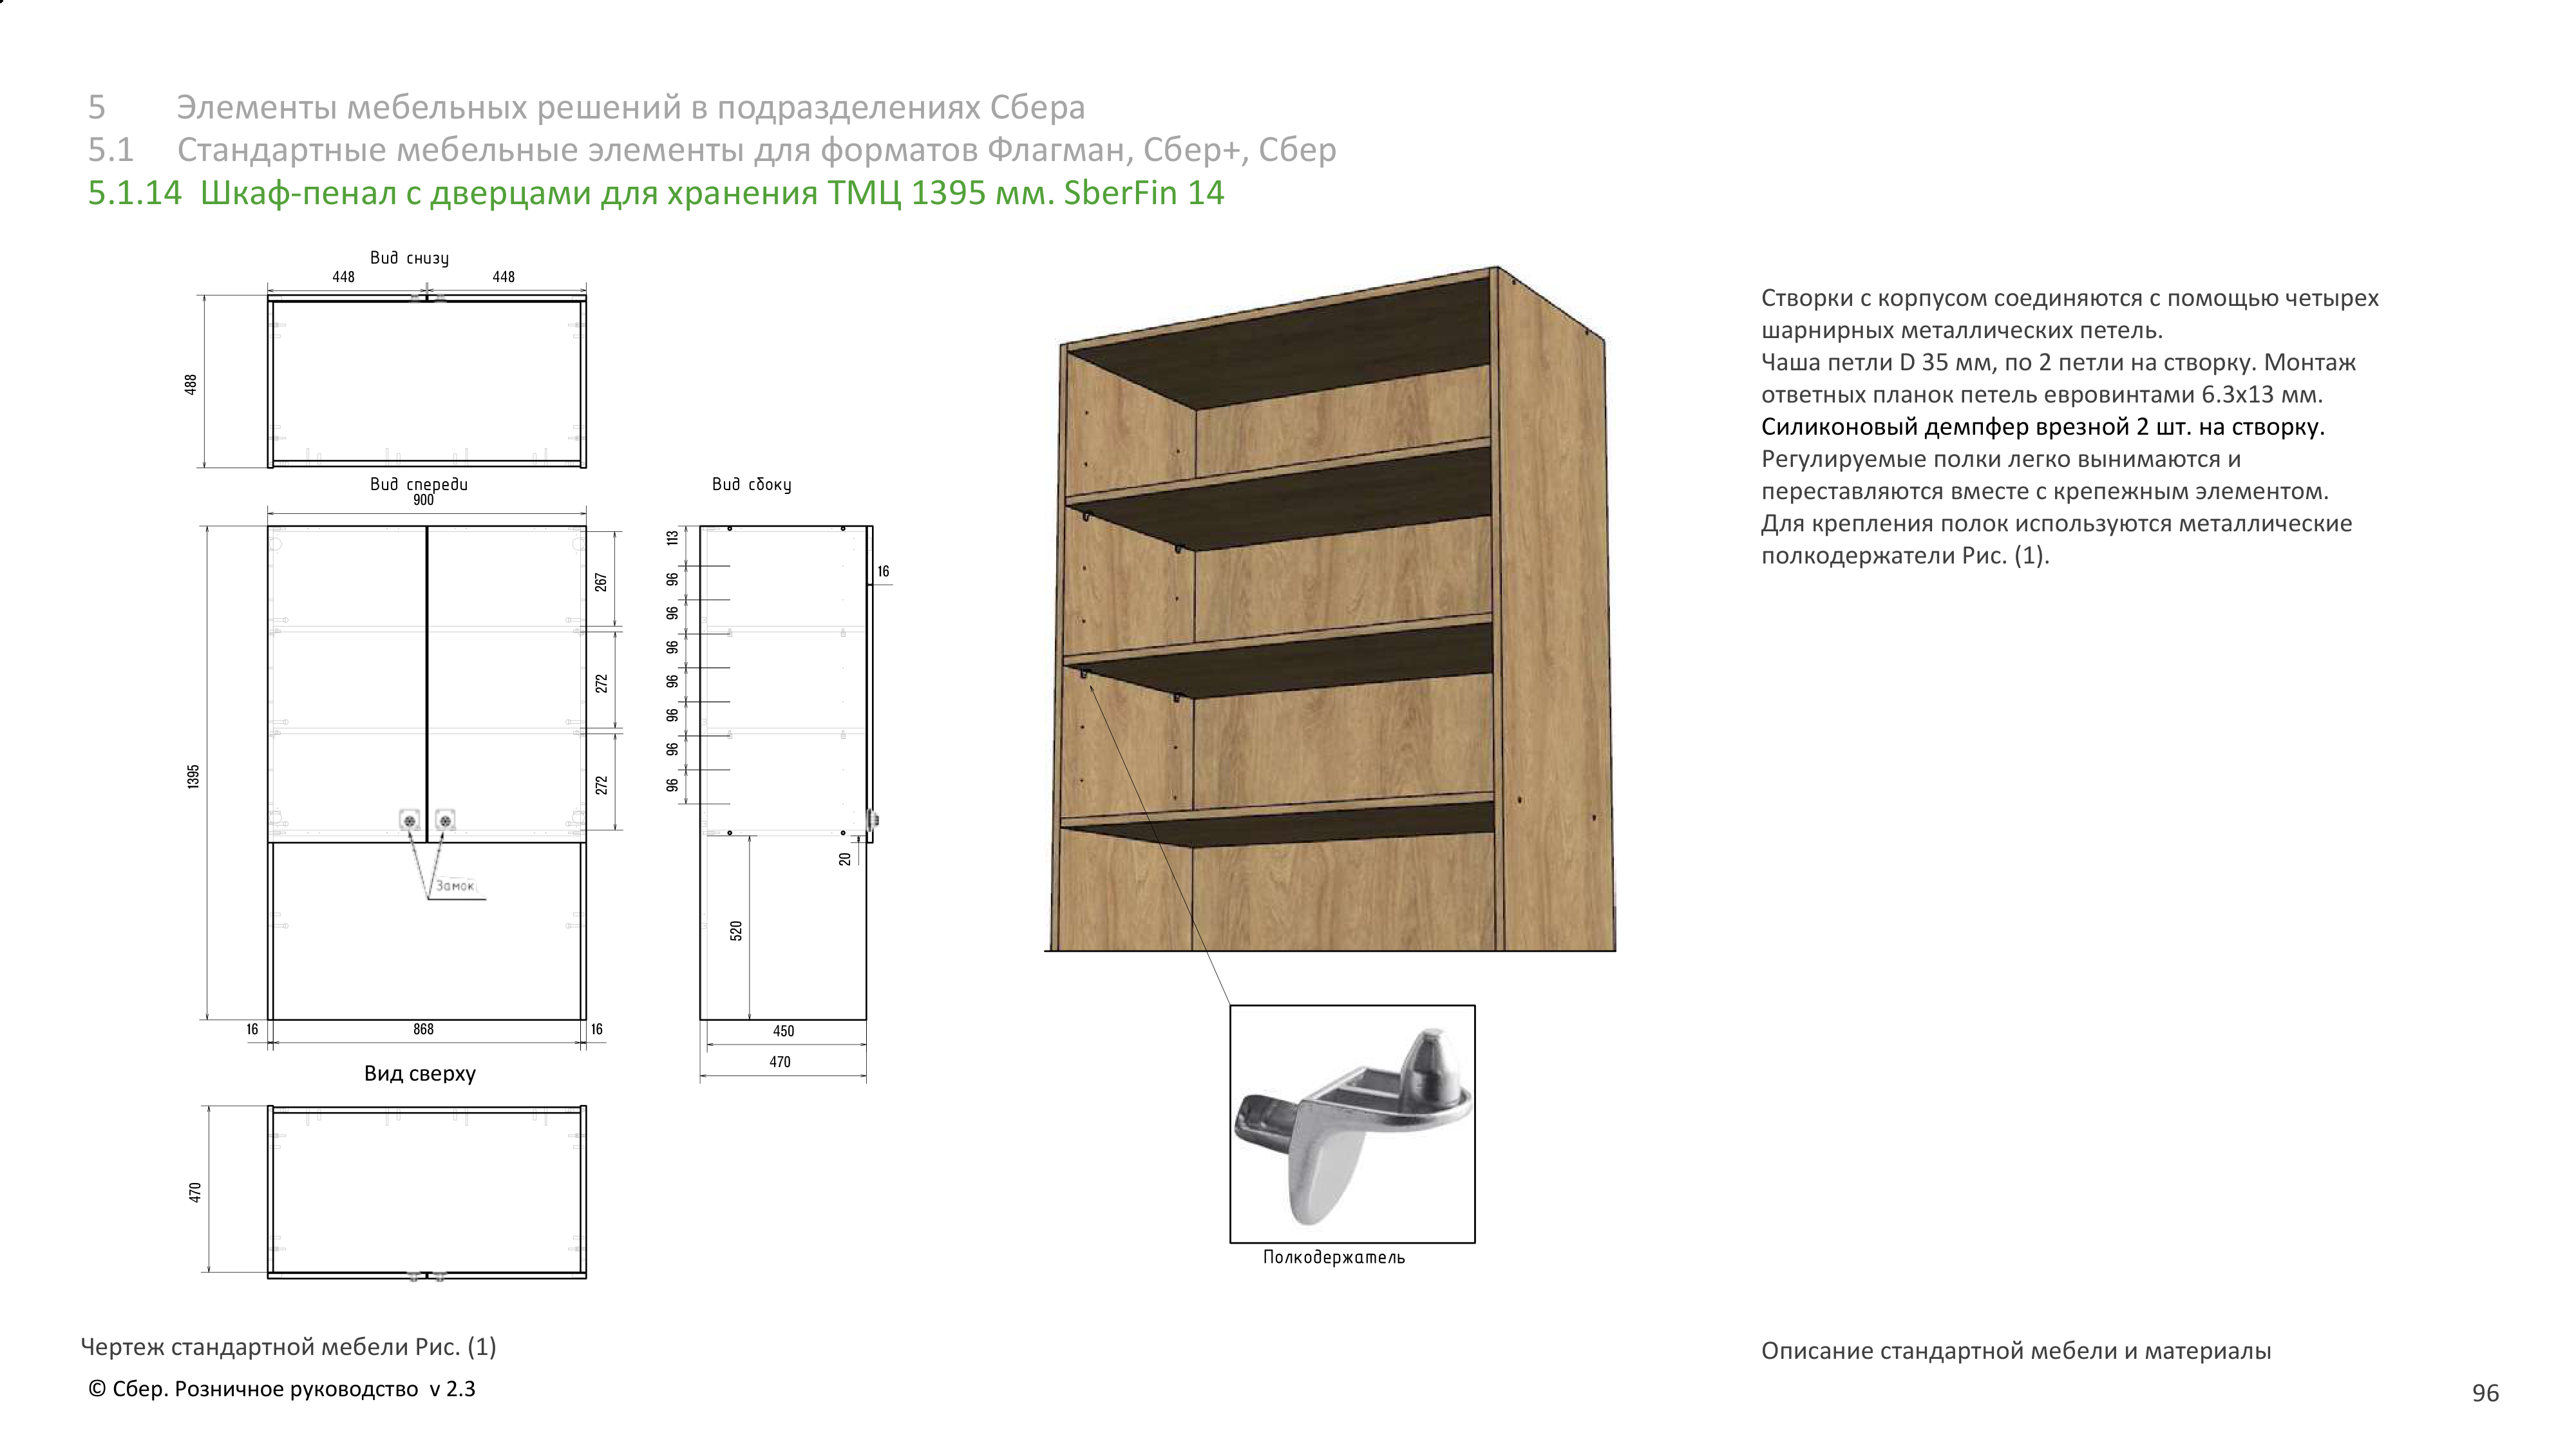 5 Элементы мебельных решений в подразделениях Сбера
5.1 Стандартные мебельные элементы для форматов Флагман, Сбер+, Сбер
5.1.14 Шкаф-пенал с дверцами для хранения ТМЦ 1395 мм. SberFin 14
Вид снизу
448 448
488
Вид спереди
900
1395
267
272
272
Замок
16 868 16
Вид сбоку
113
96
96
96
96
96
96
96
16
20
520
450
470
Вид сверху
470
Полкодержатель
Створки с корпусом соединяются с помощью четырех
шарнирных металлических петель.
Чаша петли D 35 мм, по 2 петли на створку. Монтаж
ответных планок петель евровинтами 6.3х13 мм.
Силиконовый демпфер врезной 2 шт. на створку.
Регулируемые полки легко вынимаются и
переставляются вместе с крепежным элементом.
Для крепления полок используются металлические
полкодержатели Рис. (1).
Чертеж стандартной мебели Рис. (1)
Описание стандартной мебели и материалы
© Сбер. Розничное руководство v 2.3
96